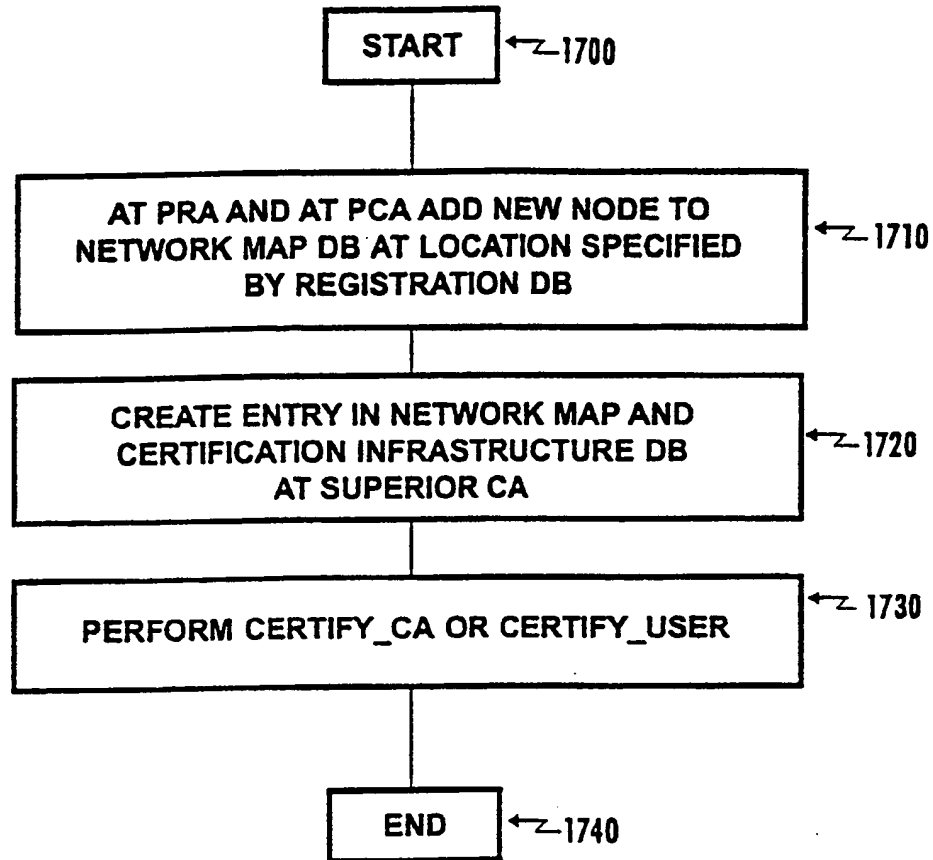 START
1700
AT PRA AND AT PCA ADD NEW NODE TO
NETWORK MAP DB AT LOCATION SPECIFIED
BY REGISTRATION DB
1710
CREATE ENTRY IN NETWORK MAP AND
CERTIFICATION INFRASTRUCTURE DB
AT SUPERIOR CA
1720
PERFORM CERTIFY_CA OR CERTIFY_USER
1730
END
1740